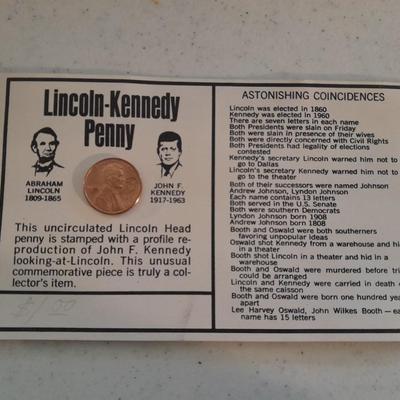 Lincoln-Kennedy
Penny
ABRAHAM
LINCOLN
1809-1865
JOHN F.
KENNEDY
1917-1963
This uncirculated Lincoln Head
penny is stamped with a profile re-
production of John F. Kennedy
looking-at-Lincoln. This unusual
commemorative piece is truly a col-
lector's item.
ASTONISHING COINCIDENCES
Lincoln was elected in 1860
Kennedy was elected in 1960
There are seven letters in each name
Both Presidents were slain on Friday
Both were slain in presence of their wives
Both were directly concerned with Civil Rights
Both Presidents had legality of elections
contested
Kennedy's secretary Lincoln warned him not to
go to Dallas
Lincoln's secretary Kennedy warned him not to
go to the theater
Both of their successors were named Johnson
Andrew Johnson, Lyndon Johnson
Each name contains 13 letters
Both served in the U.S. Senate
Both were southern Democrats
Lyndon Johnson born 1908
Andrew Johnson born 1808
Booth and Oswald were both southerners
favoring unpopular ideas
Oswald shot Kennedy from a warehouse and hid
in a theater
Booth shot Lincoln in a theater and hid in a
warehouse
Booth and Oswald were murdered before
could be arranged
Lincoln and Kennedy were carried in death
the same caisson
Booth and Oswald were born one hundred
apart
Lee Harvey Oswald, John Wilkes Booth
name has 15 letters